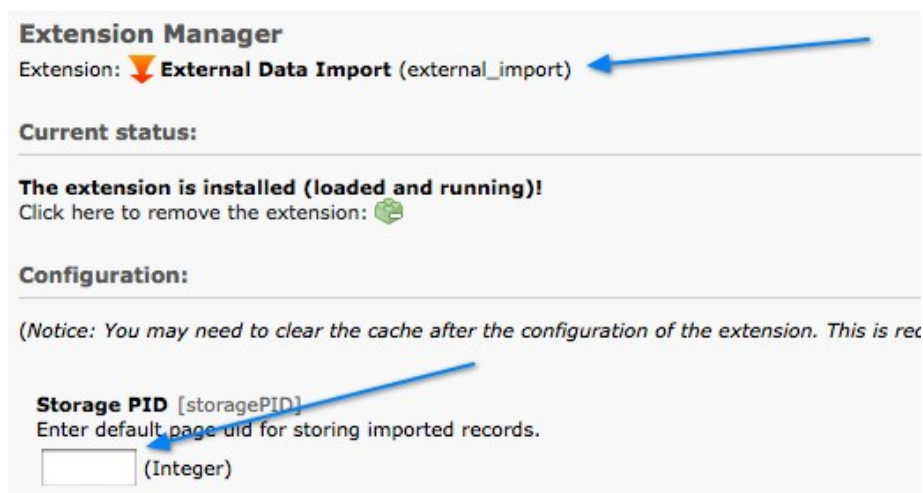 Extension Manager
Extension: External Data Import (external_import)
Current status:
The extension is installed (loaded and running)!
Click here to remove the extension:
Configuration:
(Notice: You may need to clear the cache after the configuration of the extension. This is
Storage PID [storagePID]
Enter default page uid for storing imported records.
(Integer)